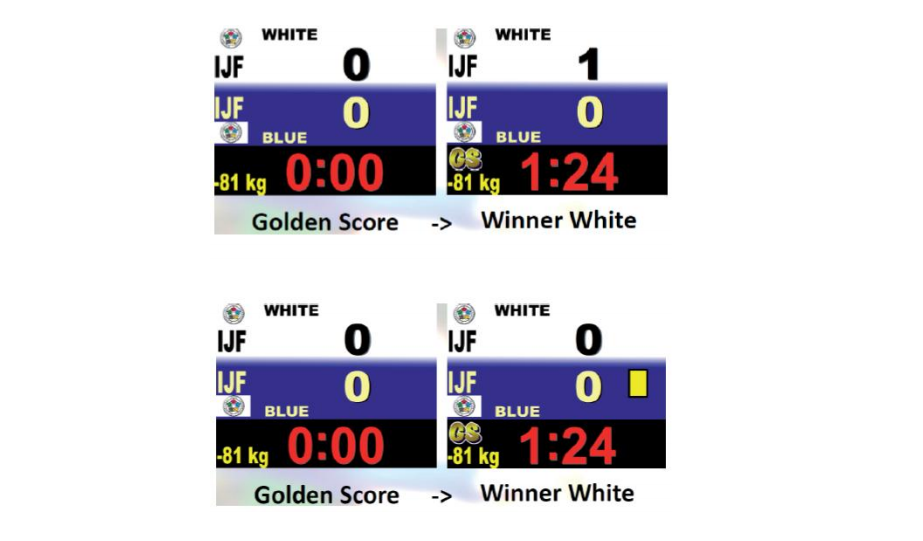 WHITE WHITE
IJF 0 IJF 1
IJF 0 IJF 0
BLUE BLUE
-81 kg 0:00 GS -81 kg 1:24
Golden Score -> Winner White
WHITE WHITE
IJF 0 IJF 0
IJF 0 IJF 0
BLUE BLUE
-81 kg 0:00 GS -81 kg 1:24
Golden Score -> Winner White